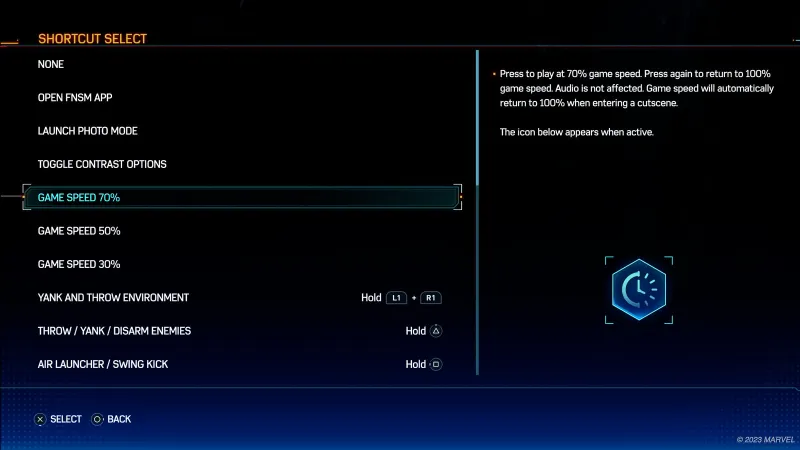 SHORTCUT SELECT
NONE
OPEN FNSM APP
LAUNCH PHOTO MODE
TOGGLE CONTRAST OPTIONS
GAME SPEED 70%
GAME SPEED 50%
GAME SPEED 30%
YANK AND THROW ENVIRONMENT Hold L1 + R1
THROW / YANK / DISARM ENEMIES Hold
AIR LAUNCHER / SWING KICK Hold
• Press to play at 70% game speed. Press again to return to 100%
game speed. Audio is not affected. Game speed will automatically
return to 100% when entering a cutscene.
The icon below appears when active.
SELECT BACK
© 2023 MARVEL